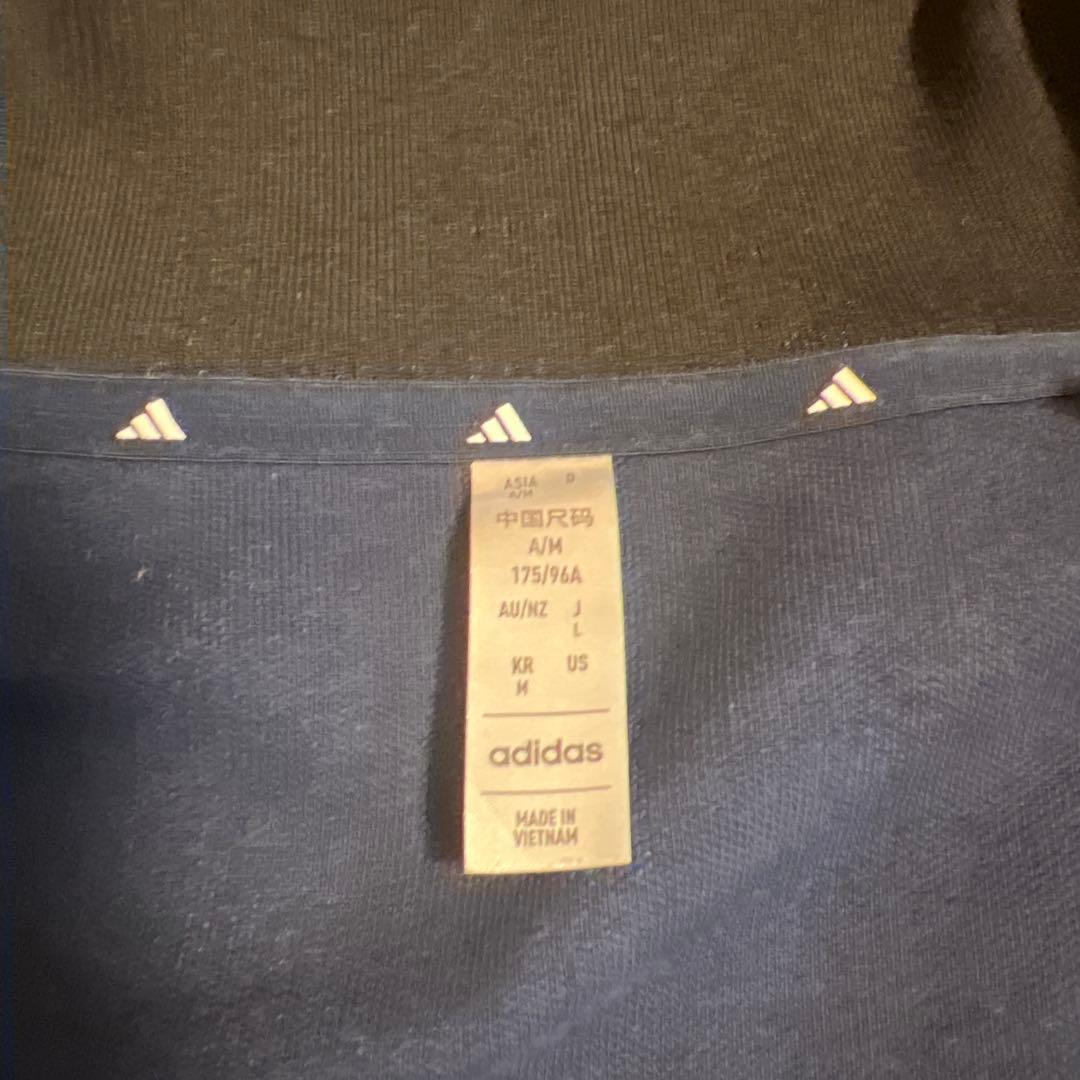 ASIA D
A/M
中国尺码
A/M
175/96A
AU/NZ J
L
KR US
M
adidas
MADE IN
VIETNAM